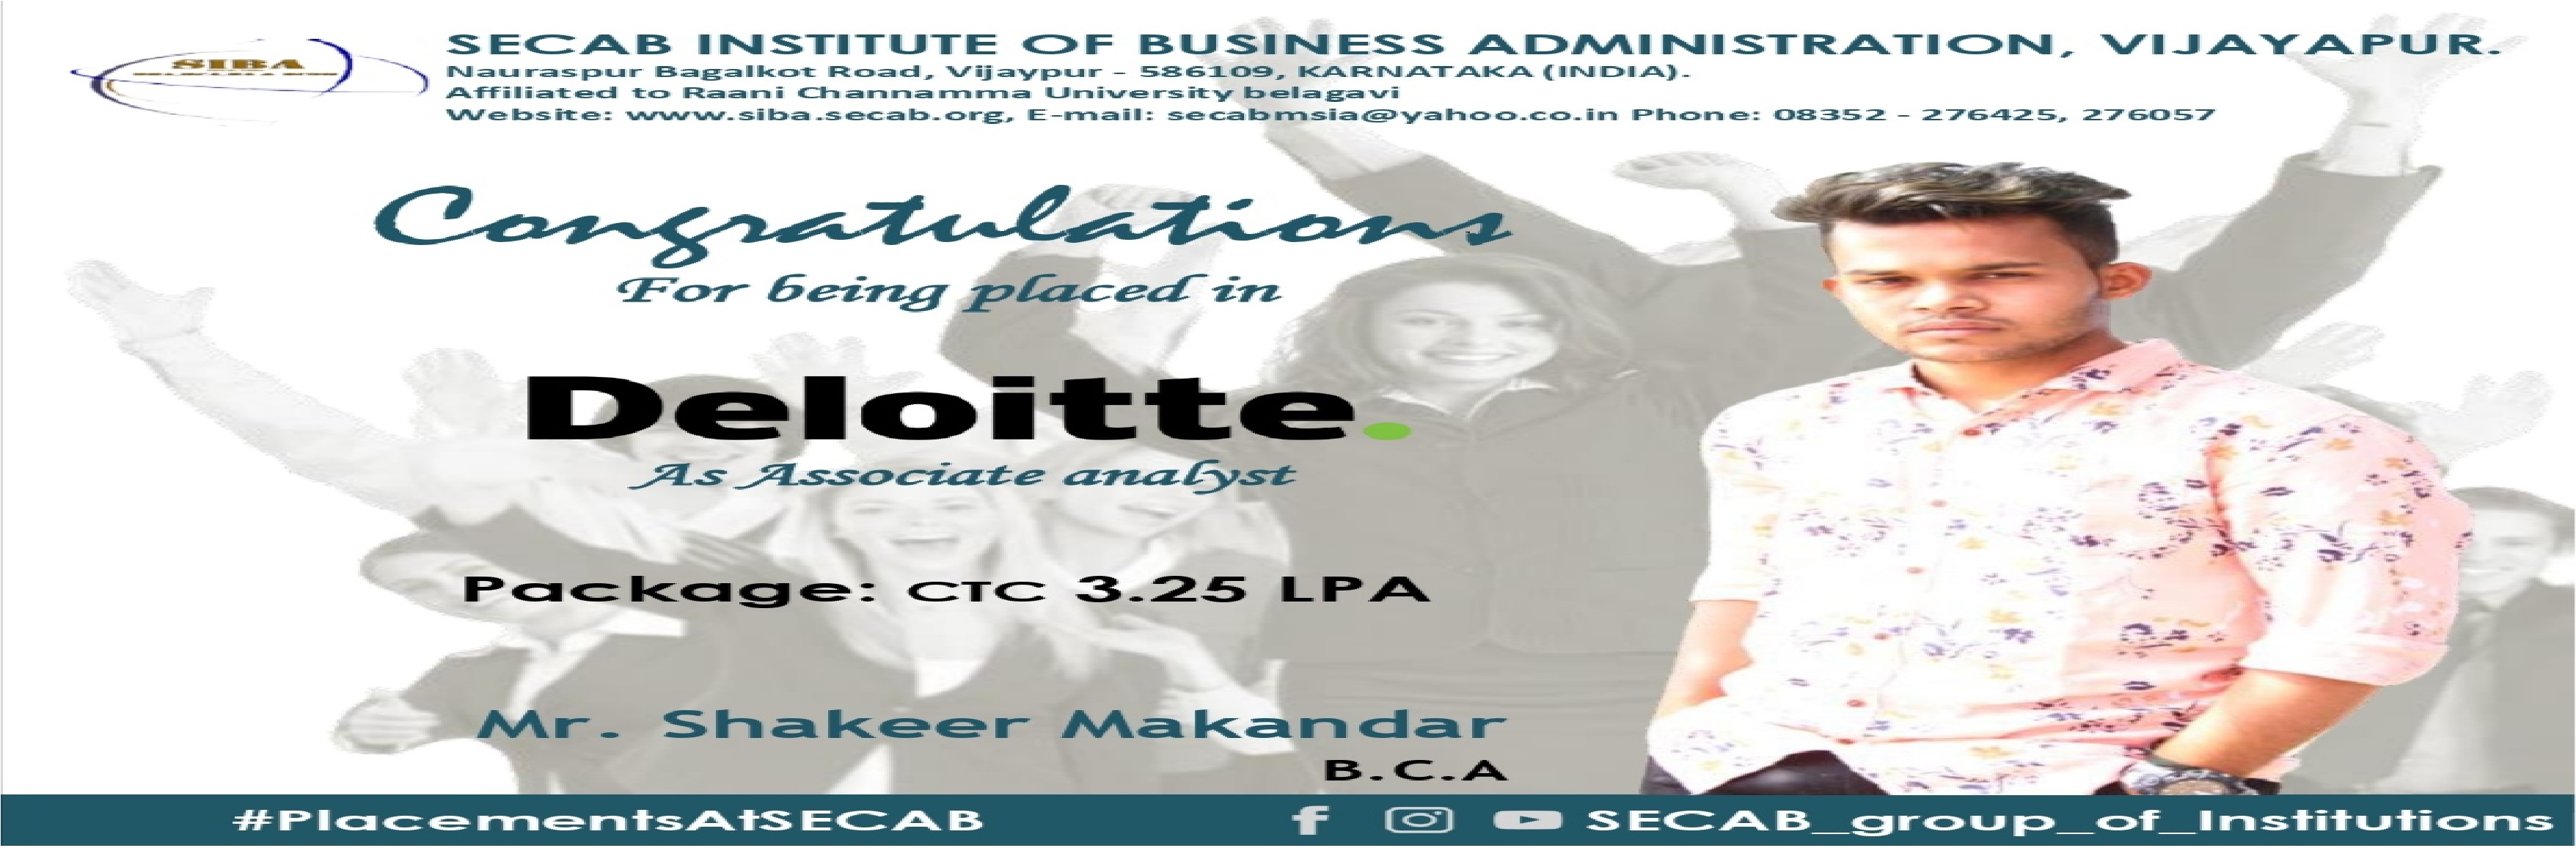 SIBA
SECAB INSTITUTE OF BUSINESS ADMINISTRATION, VIJAYAPUR.
Nauraspur Bagalkot Road, Vijaypur - 586109, KARNATAKA (INDIA).
Affiliated to Raani Channamma University belagavi
Website: www.siba.secab.org, E-mail: secabmsia@yahoo.co.in Phone: 08352 - 276425, 276057
Congratulations
For being placed in
Deloitte.
As Associate analyst
Package: CTC 3.25 LPA
Mr. Shakeer Makandar
B.C.A
#PlacementsAtSECAB
SECAB_group_of_Institutions